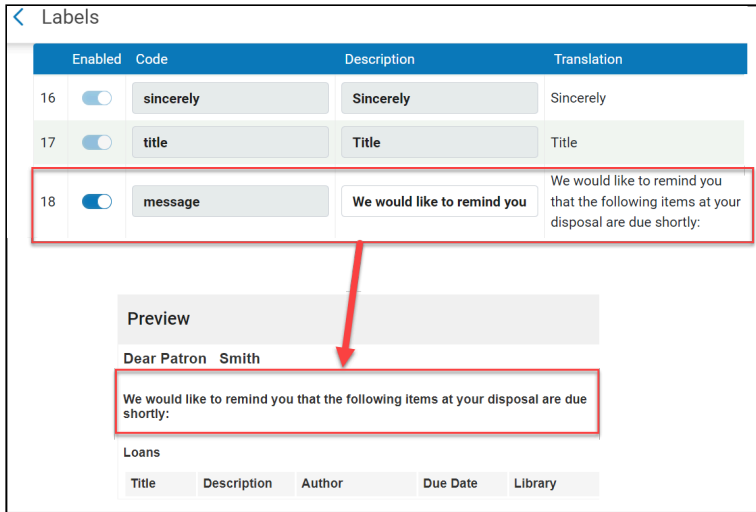 Labels
Enabled Code Description Translation
16 sincerely Sincerely Sincerely
17 title Title Title
18 message We would like to remind you We would like to remind you
that the following items at your
disposal are due shortly:
Preview
Dear Patron Smith
We would like to remind you that the following items at your disposal are due
shortly:
Loans
Title Description Author Due Date Library